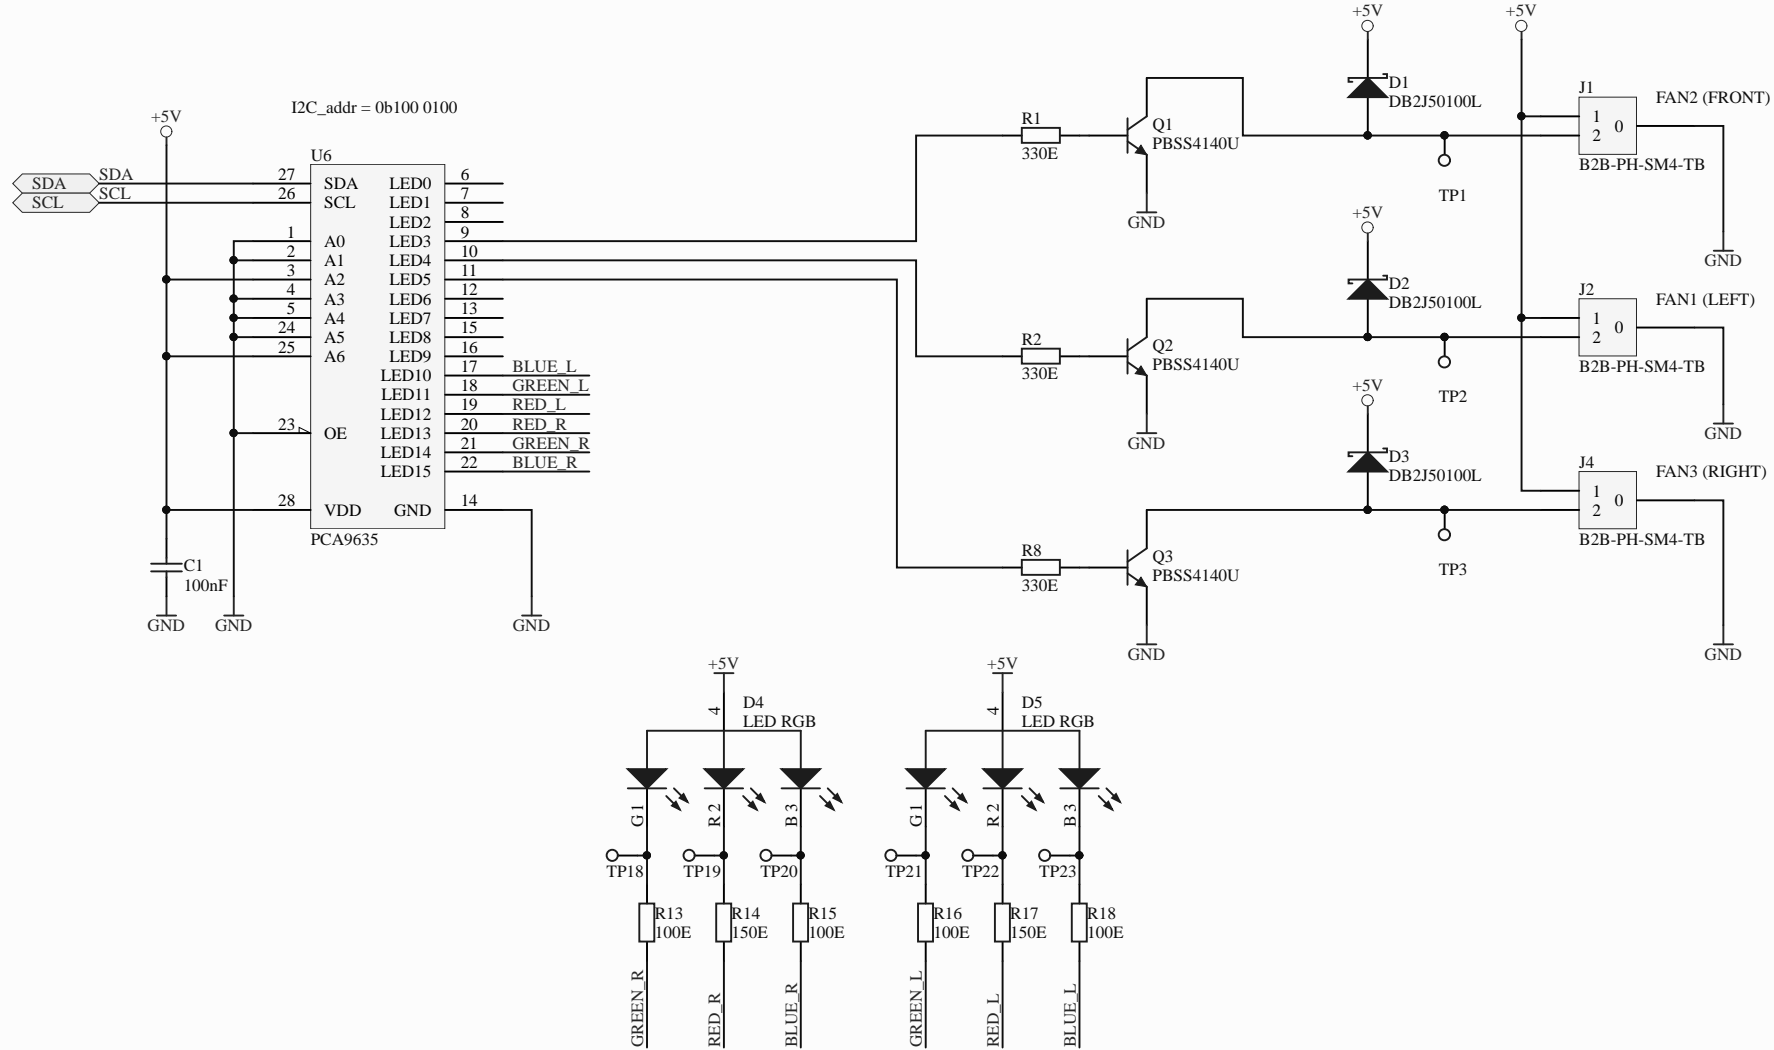 +5V
+5V
I2C_addr = 0b100 0100
+5V
U6
PCA9635
SDA SDA 27 SDA
SCL SCL 26 SCL
1 A0
2 A1
3 A2
4 A3
5 A4
24 A5
25 A6
23 OE
28 VDD
LED0 6
LED1 7
LED2 8
LED3 9
LED4 10
LED5 11
LED6 12
LED7 13
LED8 15
LED9 16
LED10 17 BLUE_L
LED11 18 GREEN_L
LED12 19 RED_L
LED13 20 RED_R
LED14 21 GREEN_R
LED15 22 BLUE_R
GND 14
C1
100nF
GND
GND
GND
R1
330E
Q1
PBSS4140U
GND
D1
DB2J50100L
TP1
J1
FAN2 (FRONT)
1
2
0
B2B-PH-SM4-TB
GND
R2
330E
Q2
PBSS4140U
GND
+5V
D2
DB2J50100L
TP2
J2
FAN1 (LEFT)
1
2
0
B2B-PH-SM4-TB
GND
R8
330E
Q3
PBSS4140U
GND
+5V
D3
DB2J50100L
TP3
J4
FAN3 (RIGHT)
1
2
0
B2B-PH-SM4-TB
GND
+5V
4
D4
LED RGB
G 1
R 2
B 3
TP18
TP19
TP20
R13
100E
R14
150E
R15
100E
GREEN_R
RED_R
BLUE_R
+5V
4
D5
LED RGB
G 1
R 2
B 3
TP21
TP22
TP23
R16
100E
R17
150E
R18
100E
GREEN_L
RED_L
BLUE_L